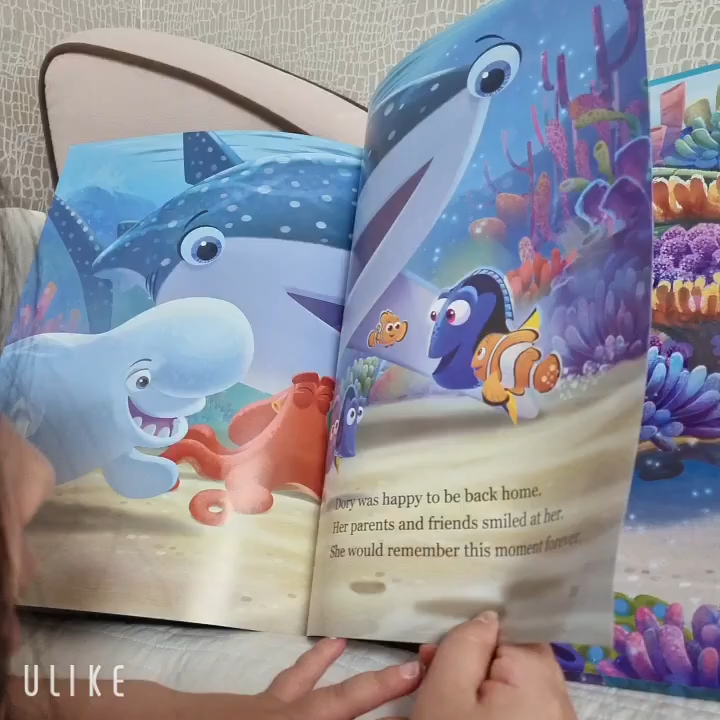 Dory was happy to be back home.
Her parents and friends smiled at her.
She would remember this moment forever.
ULIKE